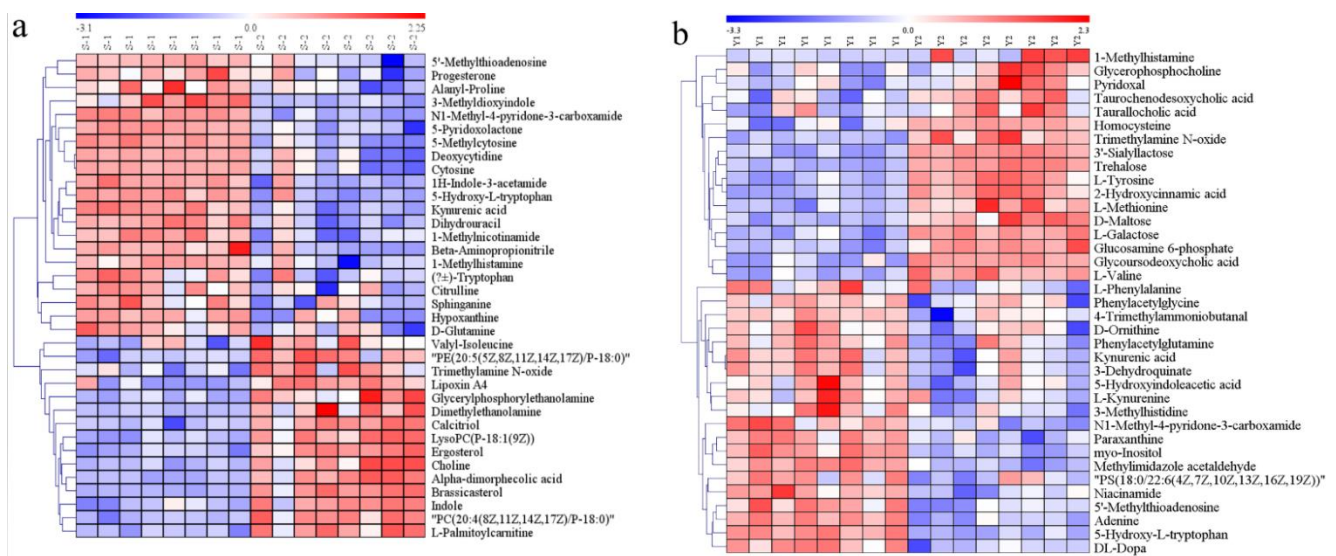 a
-3.1 0.0 2.25
S-1 S-1 S-1 S-1 S-1 S-1 S-1 S-1 S-2 S-2 S-2 S-2 S-2 S-2 S-2 S-2
5'-Methylthioadenosine
Progesterone
Alanyl-Proline
3-Methyldioxyindole
N1-Methyl-4-pyridone-3-carboxamide
5-Pyridoxolactone
5-Methylcytosine
Deoxycytidine
Cytosine
1H-Indole-3-acetamide
5-Hydroxy-L-tryptophan
Kynurenic acid
Dihydrouracil
1-Methylnicotinamide
Beta-Aminopropionitrile
1-Methylhistamine
(?±)-Tryptophan
Citrulline
Sphinganine
Hypoxanthine
D-Glutamine
Valyl-Isoleucine
"PE(20:5(5Z,8Z,11Z,14Z,17Z)/P-18:0)"
Trimethylamine N-oxide
Lipoxin A4
Glycerylphosphorylethanolamine
Dimethylethanolamine
Calcitriol
LysoPC(P-18:1(9Z))
Ergosterol
Choline
Alpha-dimorphecolic acid
Brassicasterol
Indole
"PC(20:4(8Z,11Z,14Z,17Z)/P-18:0)"
L-Palmitoylcarnitine
b
-3.3 0.0 2.3
Y1 Y1 Y1 Y1 Y1 Y1 Y1 Y1 Y2 Y2 Y2 Y2 Y2 Y2 Y2 Y2
1-Methylhistamine
Glycerophosphocholine
Pyridoxal
Taurochenodesoxycholic acid
Taurallocholic acid
Homocysteine
Trimethylamine N-oxide
3'-Sialyllactose
Trehalose
L-Tyrosine
2-Hydroxycinnamic acid
L-Methionine
D-Maltose
L-Galactose
Glucosamine 6-phosphate
Glycoursodeoxycholic acid
L-Valine
L-Phenylalanine
Phenylacetylglycine
4-Trimethylammoniobutanal
D-Ornithine
Phenylacetylglutamine
Kynurenic acid
3-Dehydroquinate
5-Hydroxyindoleacetic acid
L-Kynurenine
3-Methylhistidine
N1-Methyl-4-pyridone-3-carboxamide
Paraxanthine
myo-Inositol
Methylimidazole acetaldehyde
"PS(18:0/22:6(4Z,7Z,10Z,13Z,16Z,19Z))"
Niacinamide
5'-Methylthioadenosine
Adenine
5-Hydroxy-L-tryptophan
DL-Dopa